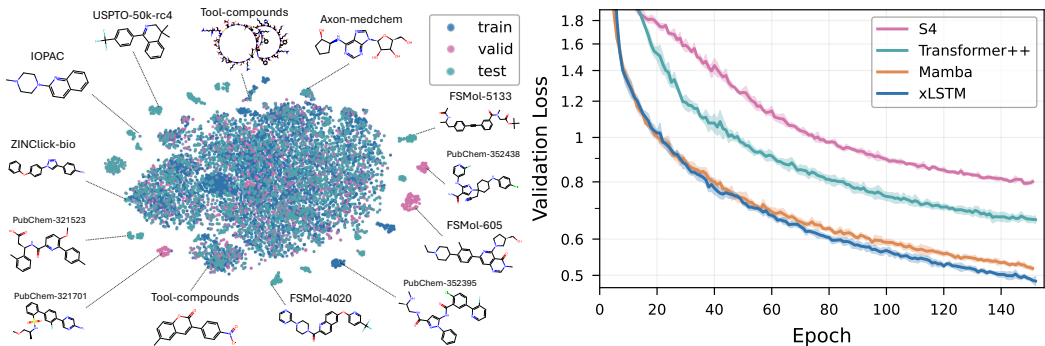 USPTO-50k-rc4
Tool-compounds
Axon-medchem
train
valid
test
IOPAC
FSMol-5133
ZINClick-bio
PubChem-352438
PubChem-321523
FSMol-605
PubChem-321701
Tool-compounds
FSMol-4020
PubChem-352395
Validation Loss
1.8
1.6
1.4
1.2
1
0.8
0.6
0.5
S4
Transformer++
Mamba
xLSTM
0
20
40
60
80
100
120
140
Epoch